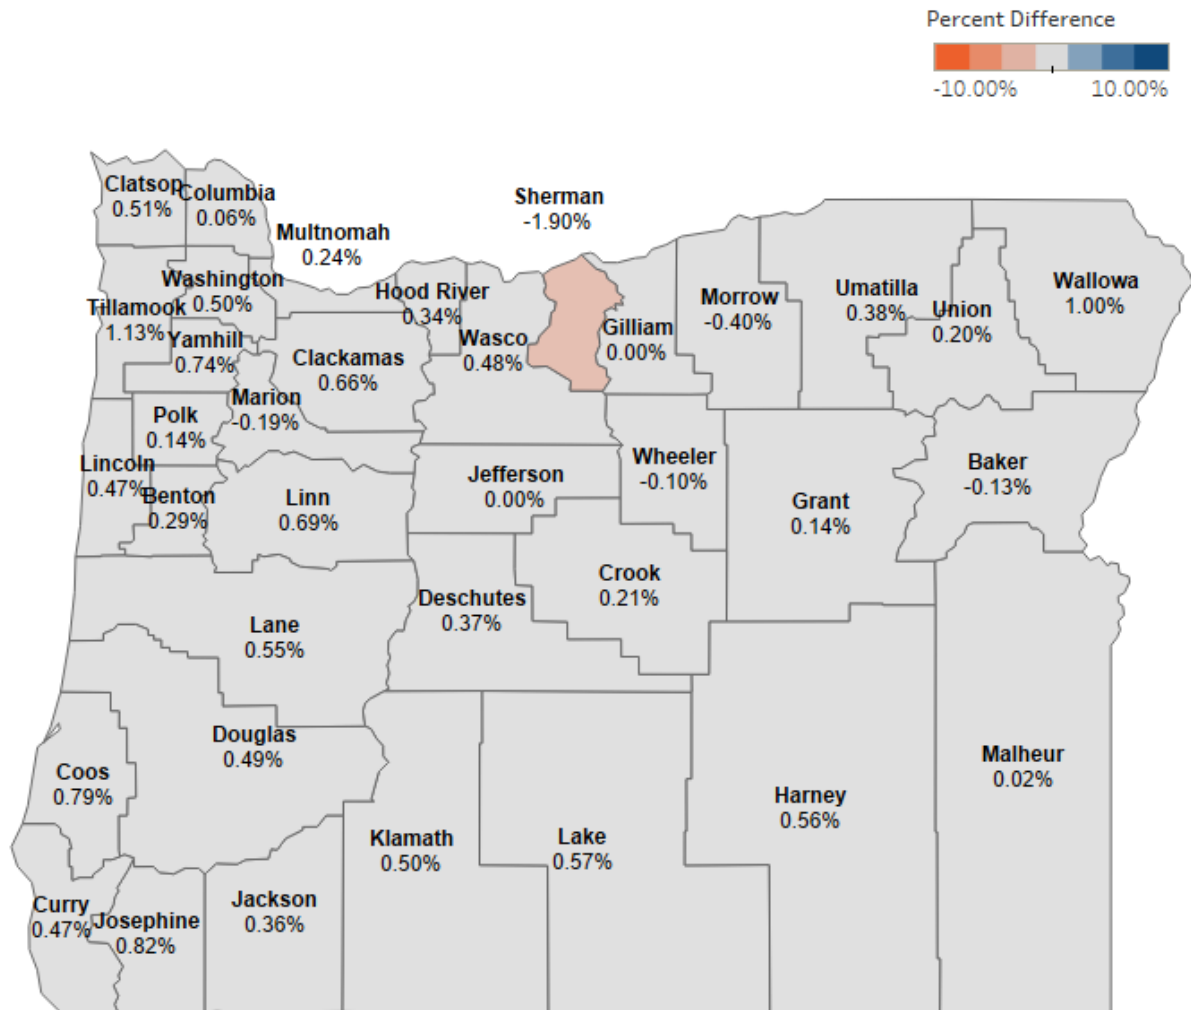 Percent Difference
-10.00% 10.00%
Clatsop
0.51%
Columbia
0.06%
Multnomah
0.24%
Sherman
-1.90%
Washington
0.50%
Hood River
0.34%
Tillamook
1.13%
Yamhill
0.74%
Clackamas
0.66%
Wasco
0.48%
Gilliam
0.00%
Morrow
-0.40%
Umatilla
0.38%
Union
0.20%
Wallowa
1.00%
Marion
-0.19%
Polk
0.14%
Lincoln
0.47%
Benton
0.29%
Linn
0.69%
Jefferson
0.00%
Wheeler
-0.10%
Grant
0.14%
Baker
-0.13%
Crook
0.21%
Deschutes
0.37%
Lane
0.55%
Douglas
0.49%
Coos
0.79%
Malheur
0.02%
Harney
0.56%
Klamath
0.50%
Lake
0.57%
Curry
0.47%
Josephine
0.82%
Jackson
0.36%